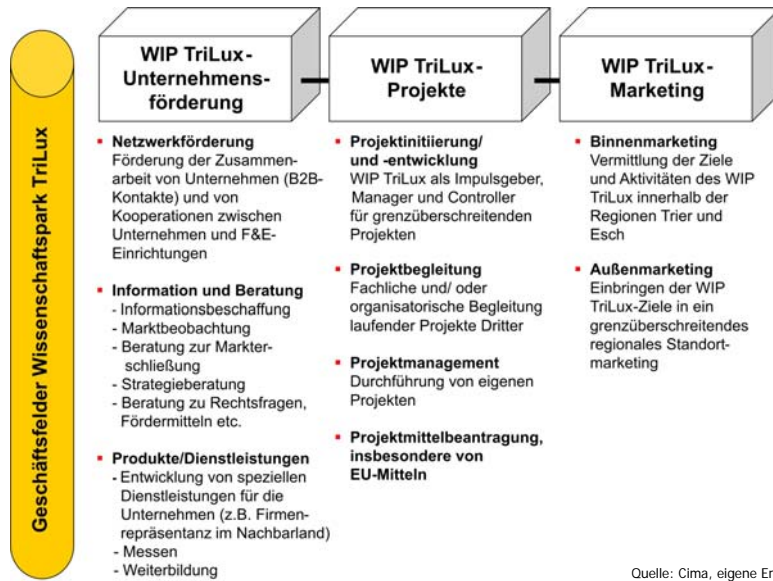 Geschäftsfelder Wissenschaftspark TriLux
WIP TriLux-
Unternehmens-
förderung
▪ Netzwerkförderung
Förderung der Zusammen-
arbeit von Unternehmen (B2B-
Kontakte) und von
Kooperationen zwischen
Unternehmen und F&E-
Einrichtungen
▪ Information und Beratung
- Informationsbeschaffung
- Marktbeobachtung
- Beratung zur Markter-
schließung
- Strategieberatung
- Beratung zu Rechtsfragen,
Fördermitteln etc.
▪ Produkte/Dienstleistungen
- Entwicklung von speziellen
Dienstleistungen für die
Unternehmen (z.B. Firmen-
repräsentanz im Nachbarland)
- Messen
- Weiterbildung
WIP TriLux-
Projekte
▪ Projektinitiierung/
und -entwicklung
WIP TriLux als Impulsgeber,
Manager und Controller
für grenzüberschreitenden
Projekten
▪ Projektbegleitung
Fachliche und/ oder
organisatorische Begleitung
laufender Projekte Dritter
▪ Projektmanagement
Durchführung von eigenen
Projekten
▪ Projektmittelbeantragung,
insbesondere von
EU-Mitteln
WIP TriLux-
Marketing
▪ Binnenmarketing
Vermittlung der Ziele
und Aktivitäten des WIP
TriLux innerhalb der
Regionen Trier und
Esch
▪ Außenmarketing
Einbringen der WIP
TriLux-Ziele in ein
grenzüberschreitendes
regionales Standort-
marketing
Quelle: Cima, eigene Er